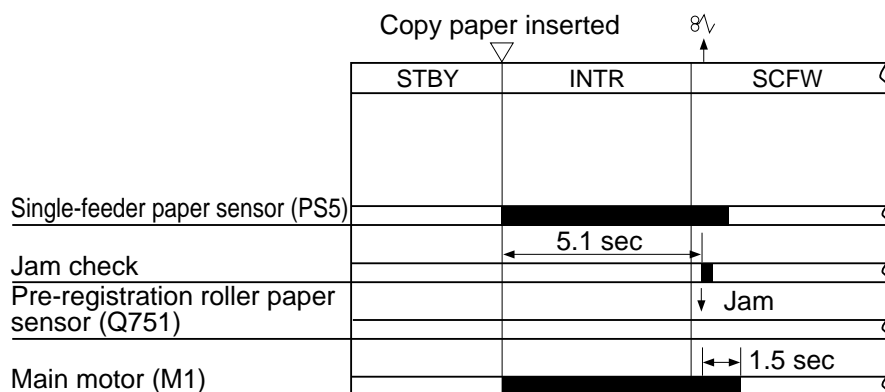 Copy paper inserted
STBY INTR SCFW
Single-feeder paper sensor (PS5)
5.1 sec
Jam check
Pre-registration roller paper
sensor (Q751)
Jam
1.5 sec
Main motor (M1)